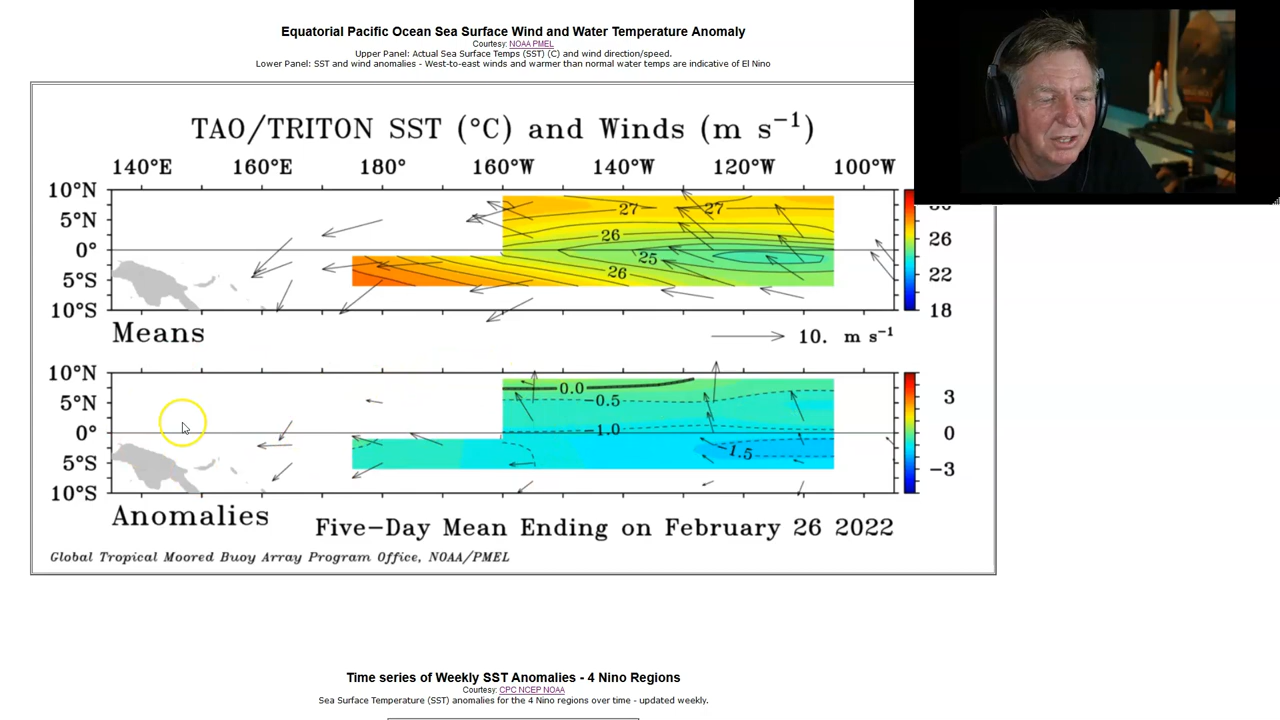 Equatorial Pacific Ocean Sea Surface Wind and Water Temperature Anomaly
Courtesy: NOAA PMEL
Upper Panel: Actual Sea Surface Temps (SST) (C) and wind direction/speed.
Lower Panel: SST and wind anomalies - West-to-east winds and warmer than normal water temps are indicative of El Nino
TAO/TRITON SST (°C) and Winds (m s⁻¹)
140°E 160°E 180° 160°W 140°W 120°W 100°W
10°N
5°N
0°
5°S
10°S
27 27
26
25
26
30
26
22
18
Means
10. m s⁻¹
10°N
5°N
0°
5°S
10°S
0.0
-0.5
-1.0
-1.5
3
0
-3
Anomalies
Five-Day Mean Ending on February 26 2022
Global Tropical Moored Buoy Array Program Office, NOAA/PMEL
Time series of Weekly SST Anomalies - 4 Nino Regions
Courtesy: CPC NCEP NOAA
Sea Surface Temperature (SST) anomalies for the 4 Nino regions over time - updated weekly.